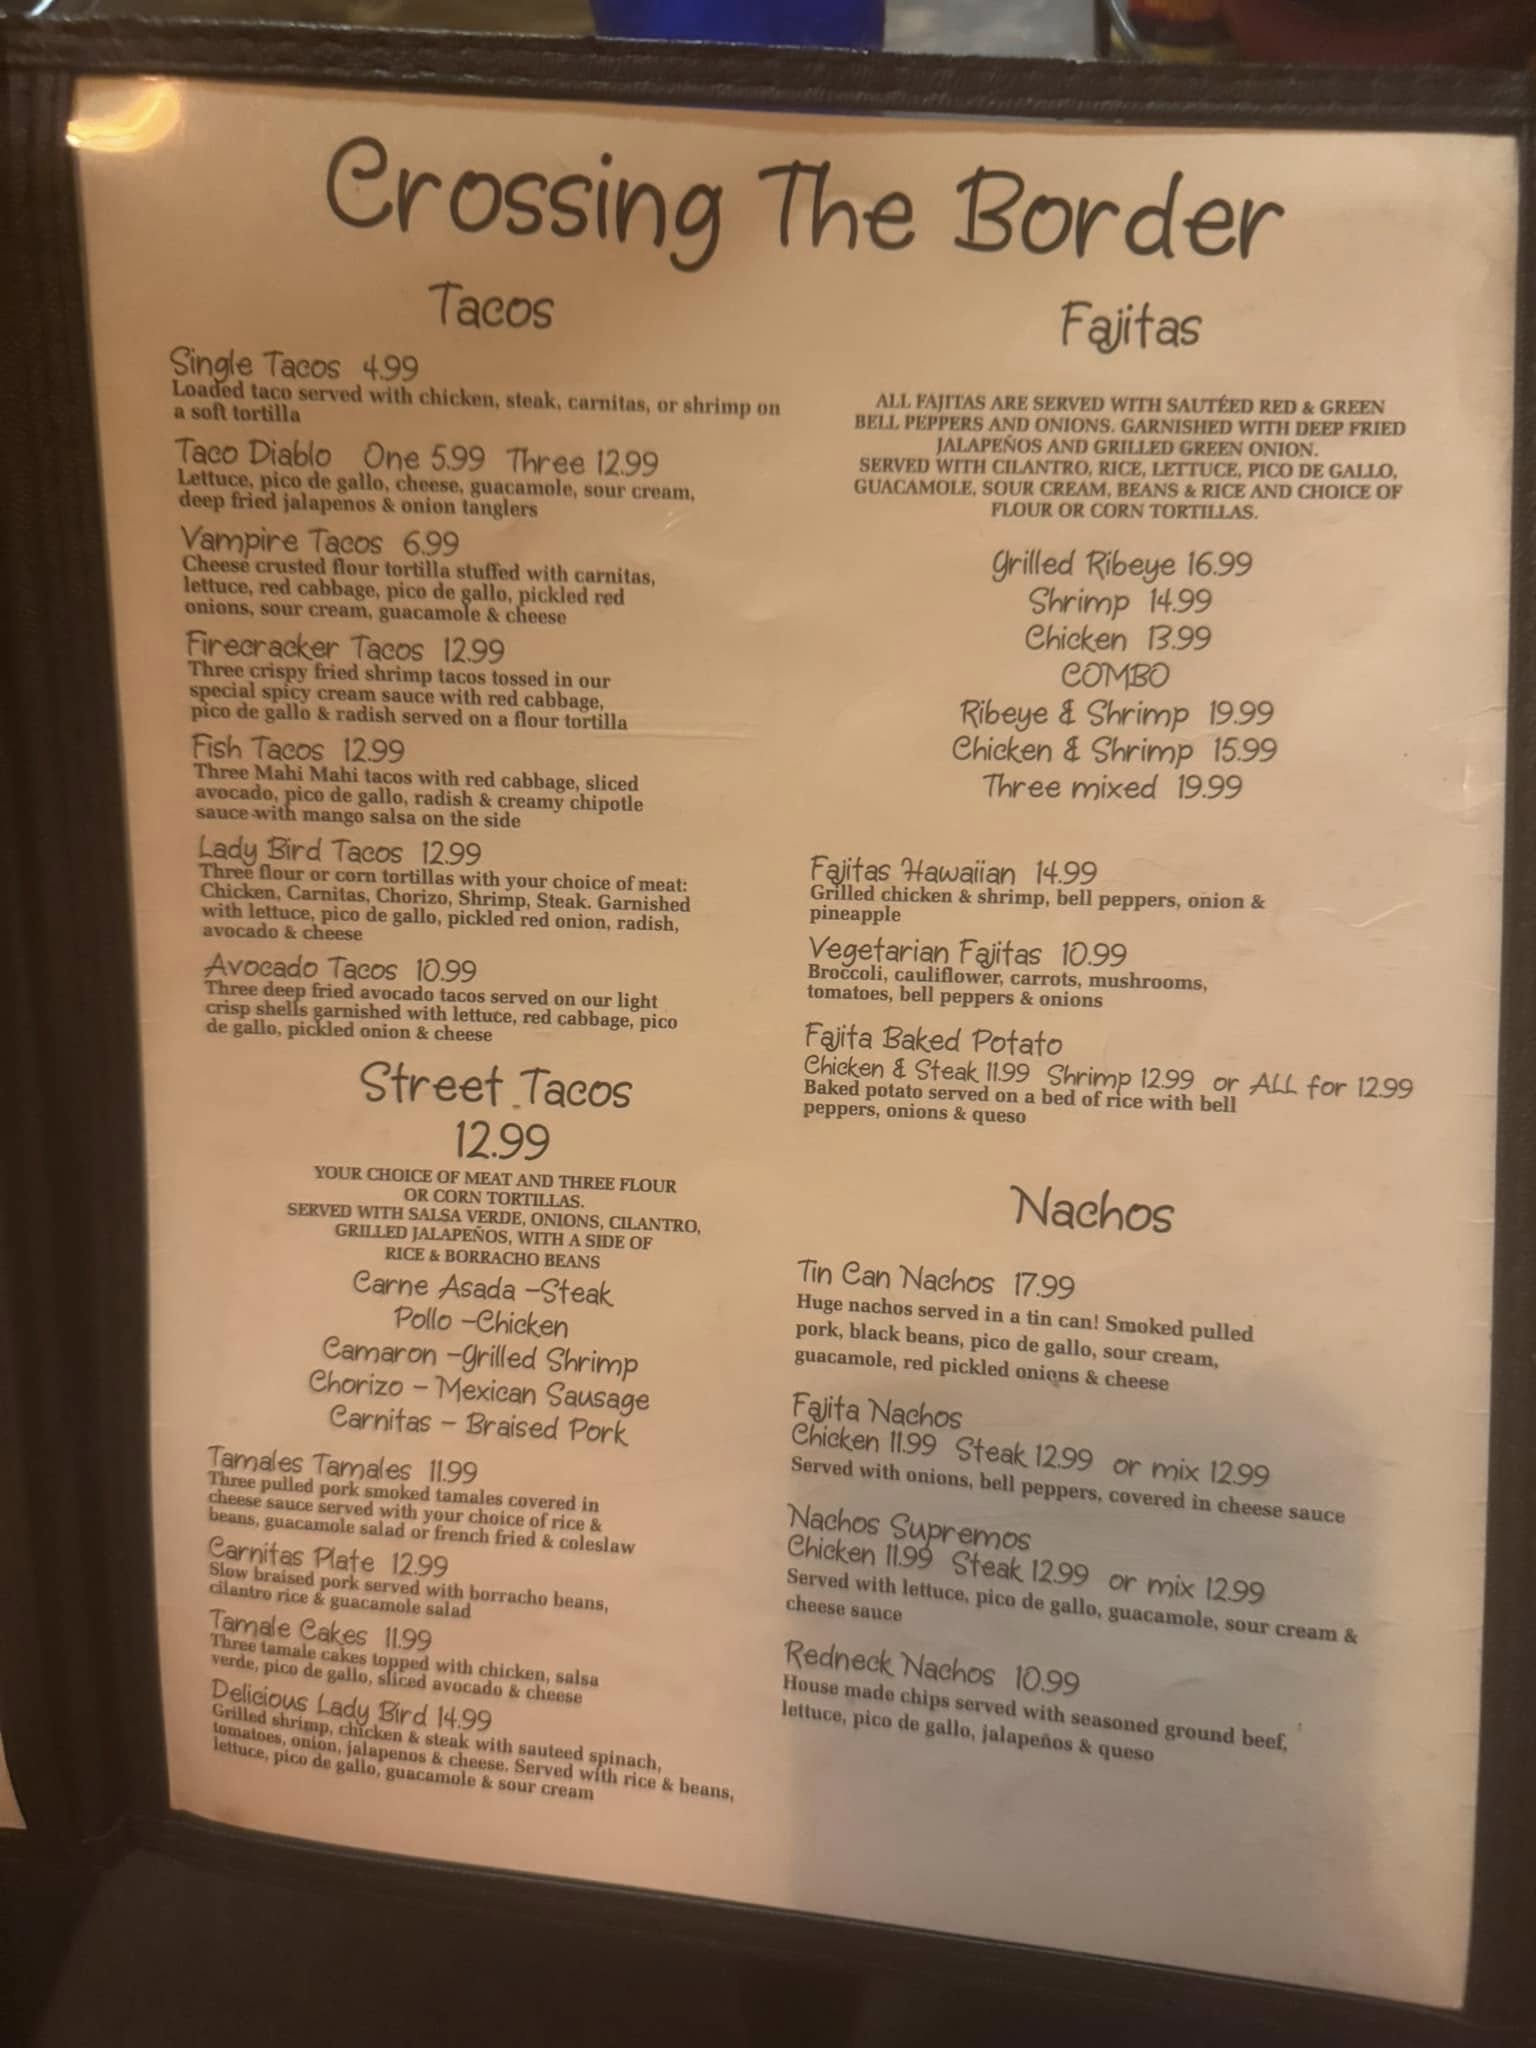 Crossing The Border
Tacos
Single Tacos 4.99
Loaded taco served with chicken, steak, carnitas, or shrimp on
a soft tortilla
Taco Diablo One 5.99 Three 12.99
Lettuce, pico de gallo, cheese, guacamole, sour cream,
deep fried jalapenos & onion tanglers
Vampire Tacos 6.99
Cheese crusted flour tortilla stuffed with carnitas,
lettuce, red cabbage, pico de gallo, pickled red
onions, sour cream, guacamole & cheese
Firecracker Tacos 12.99
Three crispy fried shrimp tacos tossed in our
special spicy cream sauce with red cabbage,
pico de gallo & radish served on a flour tortilla
Fish Tacos 12.99
Three Mahi Mahi tacos with red cabbage, sliced
avocado, pico de gallo, radish & creamy chipotle
sauce with mango salsa on the side
Lady Bird Tacos 12.99
Three flour or corn tortillas with your choice of meat:
Chicken, Carnitas, Chorizo, Shrimp, Steak. Garnished
with lettuce, pico de gallo, pickled red onion, radish,
avocado & cheese
Avocado Tacos 10.99
Three deep fried avocado tacos served on our light
crisp shells garnished with lettuce, red cabbage, pico
de gallo, pickled onion & cheese
Street Tacos
12.99
YOUR CHOICE OF MEAT AND THREE FLOUR
OR CORN TORTILLAS.
SERVED WITH SALSA VERDE, ONIONS, CILANTRO,
GRILLED JALAPEÑOS, WITH A SIDE OF
RICE & BORRACHO BEANS
Carne Asada -Steak
Pollo -Chicken
Camaron -Grilled Shrimp
Chorizo - Mexican Sausage
Carnitas - Braised Pork
Tamales Tamales 11.99
Three pulled pork smoked tamales covered in
cheese sauce served with your choice of rice &
beans, guacamole salad or french fried & coleslaw
Carnitas Plate 12.99
Slow braised pork served with borracho beans,
cilantro rice & guacamole salad
Tamale Cakes 11.99
Three tamale cakes topped with chicken, salsa
verde, pico de gallo, sliced avocado & cheese
Delicious Lady Bird 14.99
Grilled shrimp, chicken & steak with sauteed spinach,
tomatoes, onion, jalapenos & cheese. Served with rice & beans,
lettuce, pico de gallo, guacamole & sour cream
Fajitas
ALL FAJITAS ARE SERVED WITH SAUTÉED RED & GREEN
BELL PEPPERS AND ONIONS. GARNISHED WITH DEEP FRIED
JALAPEÑOS AND GRILLED GREEN ONION.
SERVED WITH CILANTRO, RICE, LETTUCE, PICO DE GALLO,
GUACAMOLE, SOUR CREAM, BEANS & RICE AND CHOICE OF
FLOUR OR CORN TORTILLAS.
Grilled Ribeye 16.99
Shrimp 14.99
Chicken 13.99
COMBO
Ribeye & Shrimp 19.99
Chicken & Shrimp 15.99
Three mixed 19.99
Fajitas Hawaiian 14.99
Grilled chicken & shrimp, bell peppers, onion &
pineapple
Vegetarian Fajitas 10.99
Broccoli, cauliflower, carrots, mushrooms,
tomatoes, bell peppers & onions
Fajita Baked Potato
Chicken & Steak 11.99 Shrimp 12.99 or ALL for 12.99
Baked potato served on a bed of rice with bell
peppers, onions & queso
Nachos
Tin Can Nachos 17.99
Huge nachos served in a tin can! Smoked pulled
pork, black beans, pico de gallo, sour cream,
guacamole, red pickled onions & cheese
Fajita Nachos
Chicken 11.99 Steak 12.99 or mix 12.99
Served with onions, bell peppers, covered in cheese sauce
Nachos Supremos
Chicken 11.99 Steak 12.99 or mix 12.99
Served with lettuce, pico de gallo, guacamole, sour cream &
cheese sauce
Redneck Nachos 10.99
House made chips served with seasoned ground beef,
lettuce, pico de gallo, jalapeños & queso